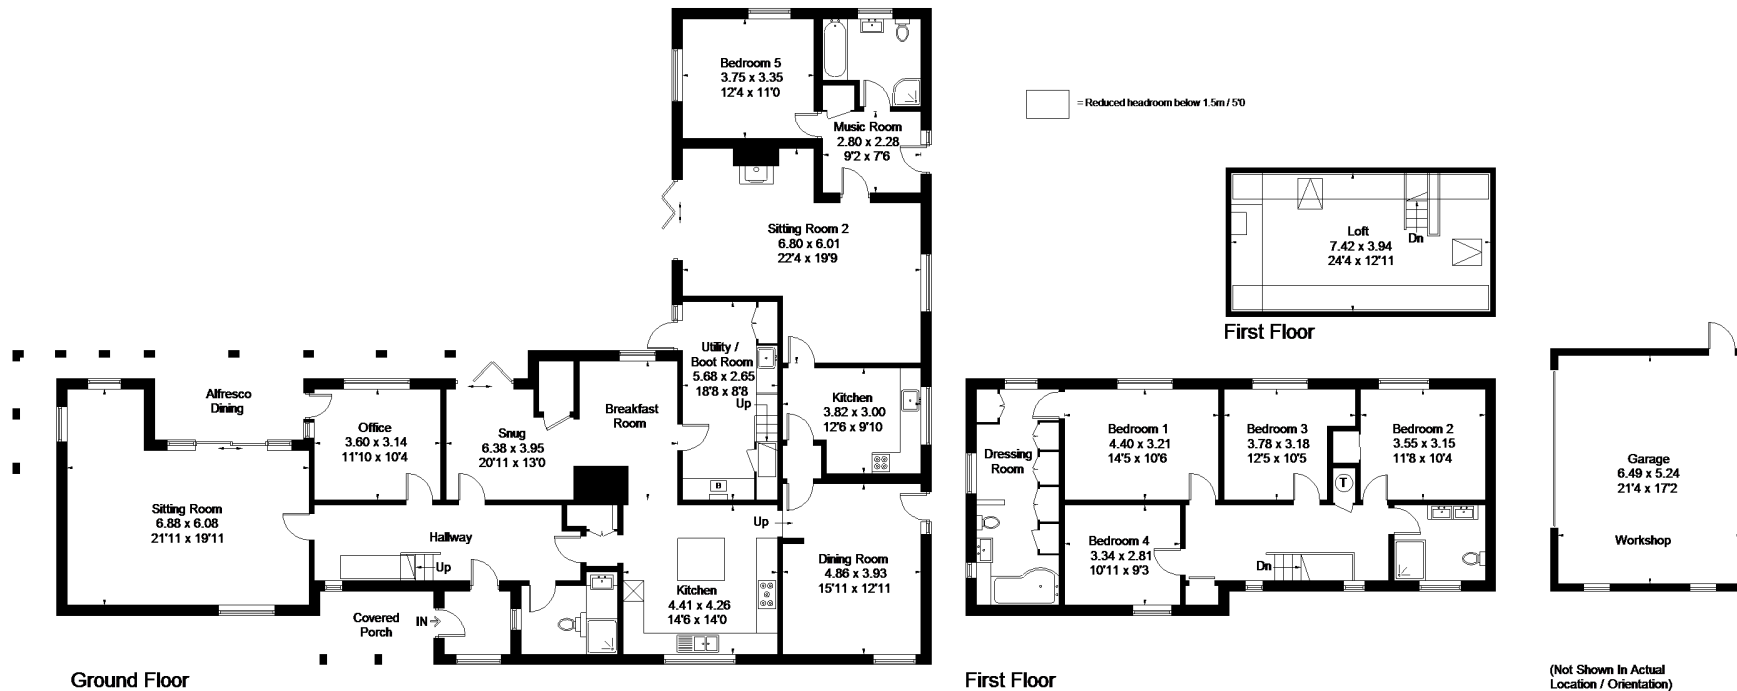 Bedroom 5
3.75 x 3.35
12'4 x 11'0
Music Room
2.80 x 2.28
9'2 x 7'6
= Reduced headroom below 1.5m / 5'0
Sitting Room 2
6.80 x 6.01
22'4 x 19'9
Loft
7.42 x 3.94
24'4 x 12'11
Dn
First Floor
Utility /
Boot Room
5.68 x 2.65
18'8 x 8'8
Up
Kitchen
3.82 x 3.00
12'6 x 9'10
Alfresco
Dining
Office
3.60 x 3.14
11'10 x 10'4
Snug
6.38 x 3.95
20'11 x 13'0
Breakfast
Room
B
Sitting Room
6.88 x 6.08
21'11 x 19'11
Hallway
Up
Up
Dining Room
4.86 x 3.93
15'11 x 12'11
Kitchen
4.41 x 4.26
14'6 x 14'0
Covered
Porch
IN
Ground Floor
Dressing
Room
Bedroom 1
4.40 x 3.21
14'5 x 10'6
Bedroom 3
3.78 x 3.18
12'5 x 10'5
Bedroom 2
3.55 x 3.15
11'8 x 10'4
T
Bedroom 4
3.34 x 2.81
10'11 x 9'3
Dn
First Floor
Garage
6.49 x 5.24
21'4 x 17'2
Workshop
(Not Shown In Actual
Location / Orientation)